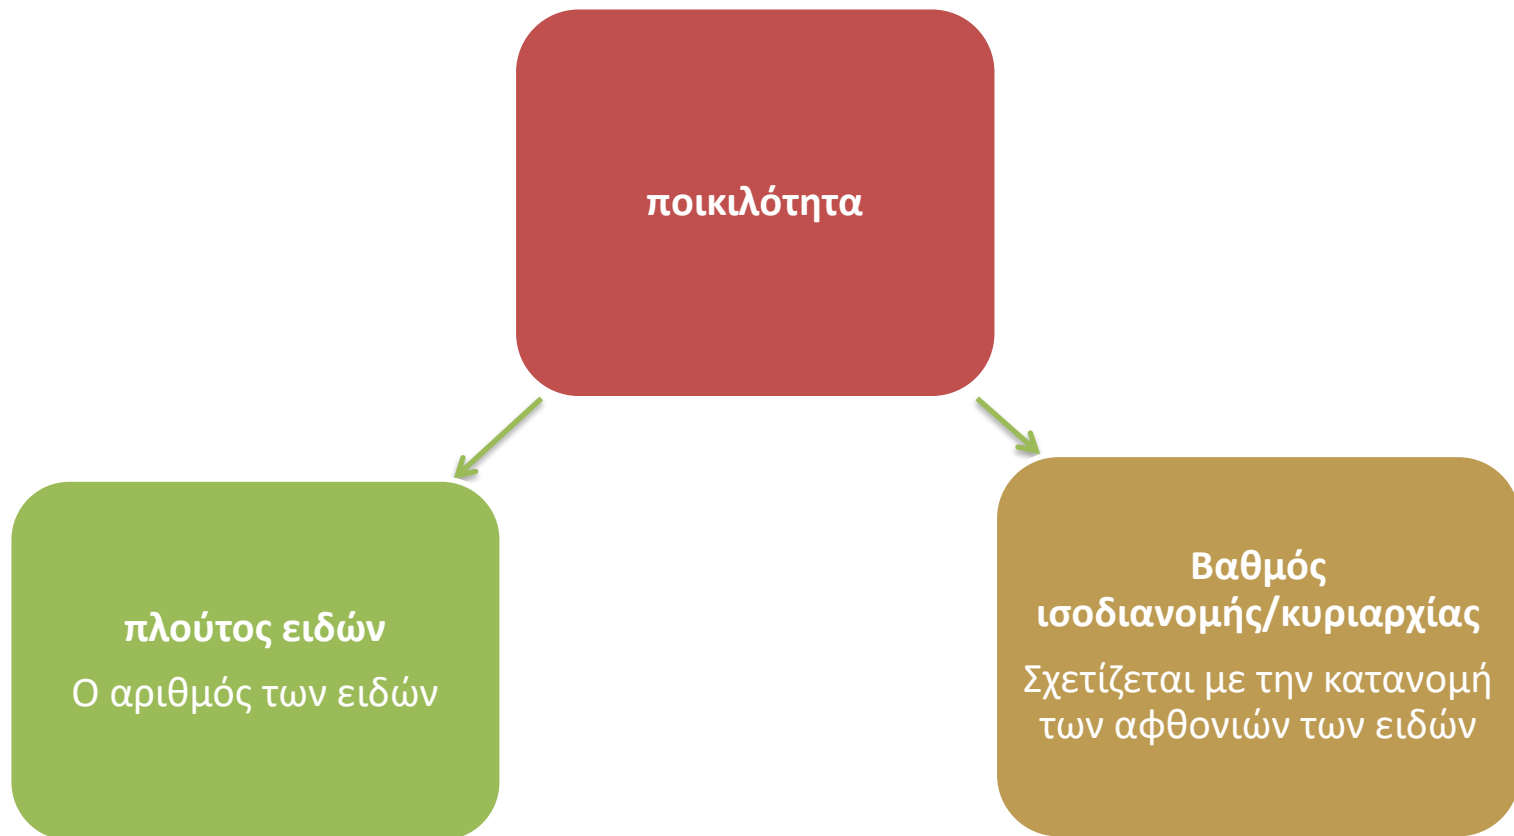 ποικιλότητα
πλούτος ειδών
Ο αριθμός των ειδών
Βαθμός
ισοδιανομής/κυριαρχίας
Σχετίζεται με την κατανομή
των αφθονιών των ειδών